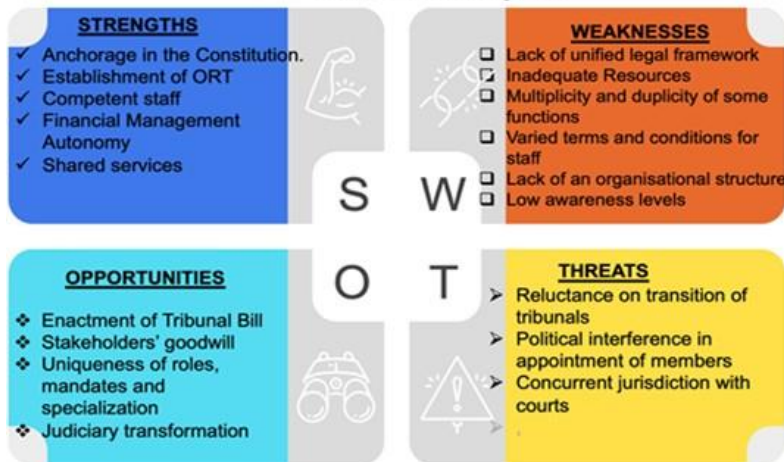 STRENGTHS
✓ Anchorage in the Constitution.
✓ Establishment of ORT
✓ Competent staff
✓ Financial Management
Autonomy
✓ Shared services
S
WEAKNESSES
❑ Lack of unified legal framework
❑ Inadequate Resources
❑ Multiplicity and duplicity of some
functions
❑ Varied terms and conditions for
staff
❑ Lack of an organisational structure
❑ Low awareness levels
W
OPPORTUNITIES
❖ Enactment of Tribunal Bill
❖ Stakeholders' goodwill
❖ Uniqueness of roles,
mandates and
specialization
❖ Judiciary transformation
O
THREATS
➢ Reluctance on transition of
tribunals
➢ Political interference in
appointment of members
➢ Concurrent jurisdiction with
courts
➢ .
T